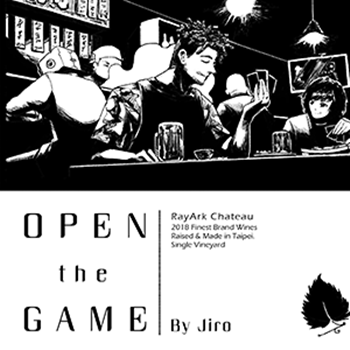 OPEN
the
GAME
RayArk Chateau
2018 Finest Brand Wines
Raised & Made in Taipei.
Single Vineyard
By Jiro